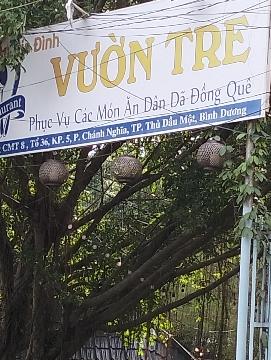 Đình
VƯỜN TRE
Phục Vụ Các Món Ăn Dân Dã Đồng Quê
CMT 8, Tổ 36, KP. 5, P. Chánh Nghĩa, TP. Thủ Dầu Một, Bình Dương